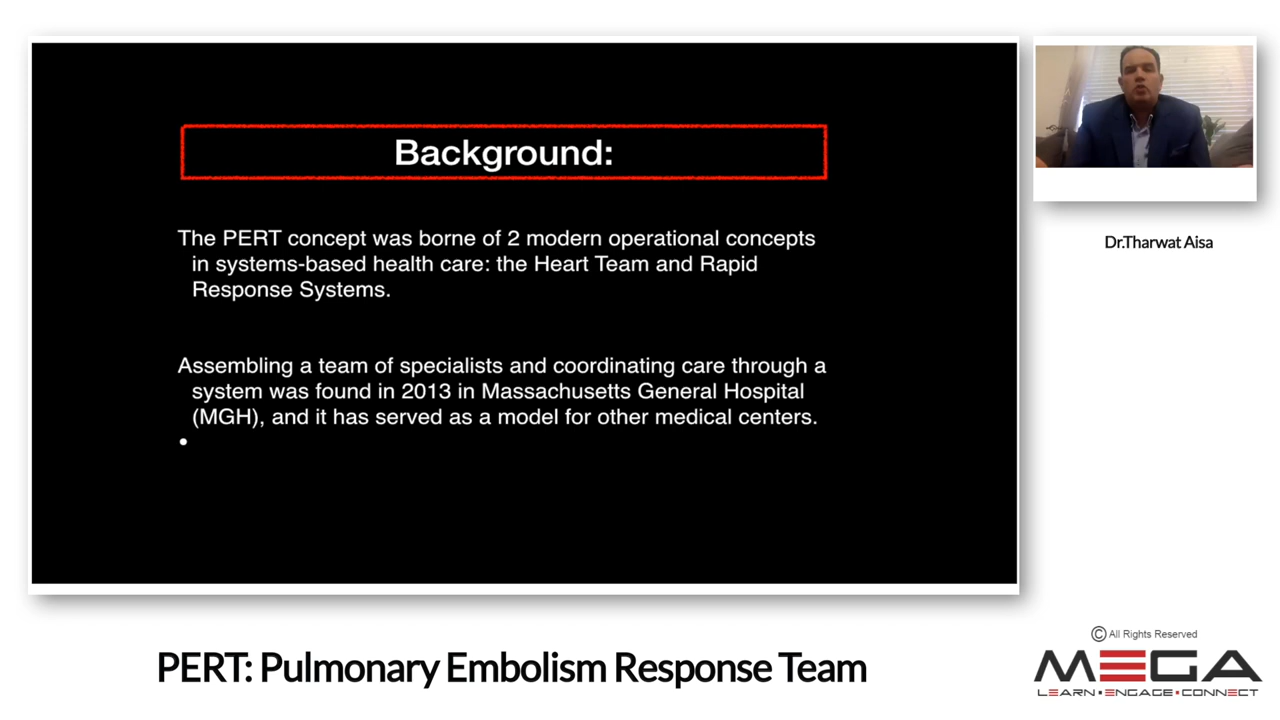 Background:
The PERT concept was borne of 2 modern operational concepts
in systems-based health care: the Heart Team and Rapid
Response Systems.
Assembling a team of specialists and coordinating care through a
system was found in 2013 in Massachusetts General Hospital
(MGH), and it has served as a model for other medical centers.
•
Dr.Tharwat Aisa
PERT: Pulmonary Embolism Response Team
© All Rights Reserved
MEGA
LEARN•ENGAGE•CONNECT